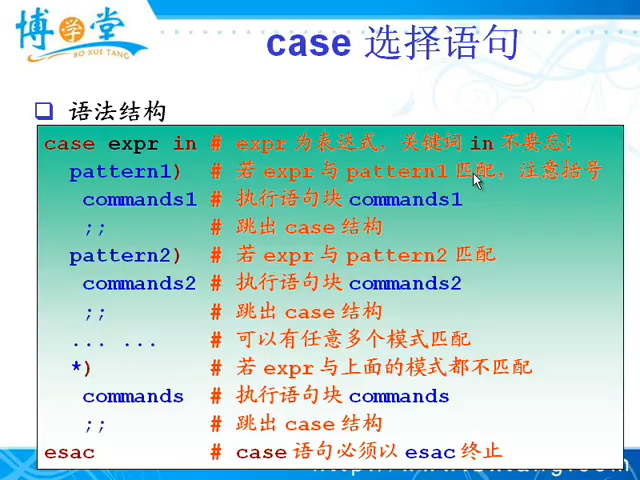 博学堂
BO XUE TANG
case 选择语句
语法结构
case expr in # expr 为表达式，关键词 in 不要忘！
pattern1) # 若 expr 与 pattern1 匹配，注意括号
commands1 # 执行语句块 commands1
;; # 跳出 case 结构
pattern2) # 若 expr 与 pattern2 匹配
commands2 # 执行语句块 commands2
;; # 跳出 case 结构
... ... # 可以有任意多个模式匹配
*) # 若 expr 与上面的模式都不匹配
commands # 执行语句块 commands
;; # 跳出 case 结构
esac # case 语句必须以 esac 终止